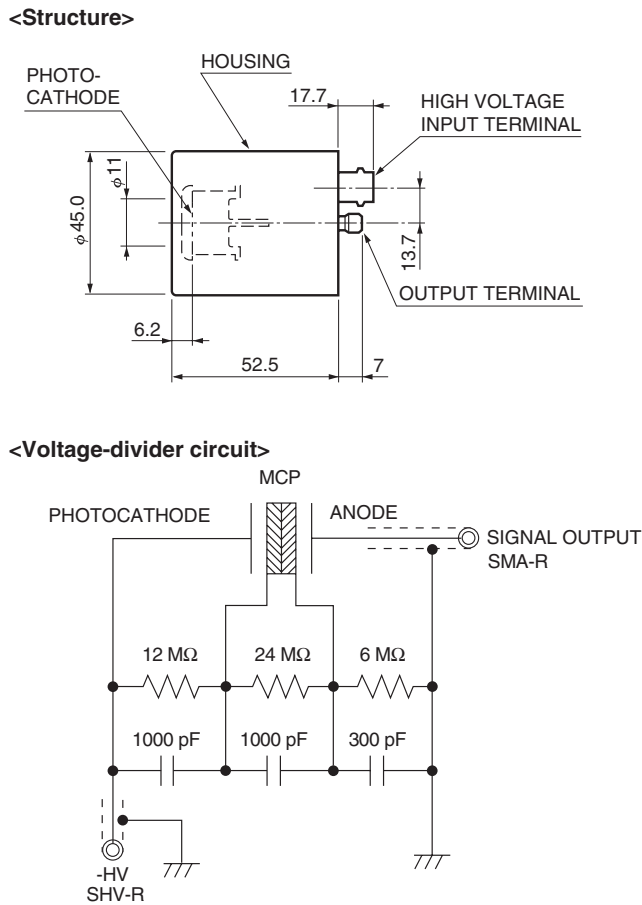 <Structure>
PHOTO-
CATHODE
HOUSING
17.7
HIGH VOLTAGE
INPUT TERMINAL
φ45.0
φ11
13.7
OUTPUT TERMINAL
6.2
52.5
7
<Voltage-divider circuit>
MCP
PHOTOCATHODE
ANODE
SIGNAL OUTPUT
SMA-R
12 MΩ
24 MΩ
6 MΩ
1000 pF
1000 pF
300 pF
-HV
SHV-R